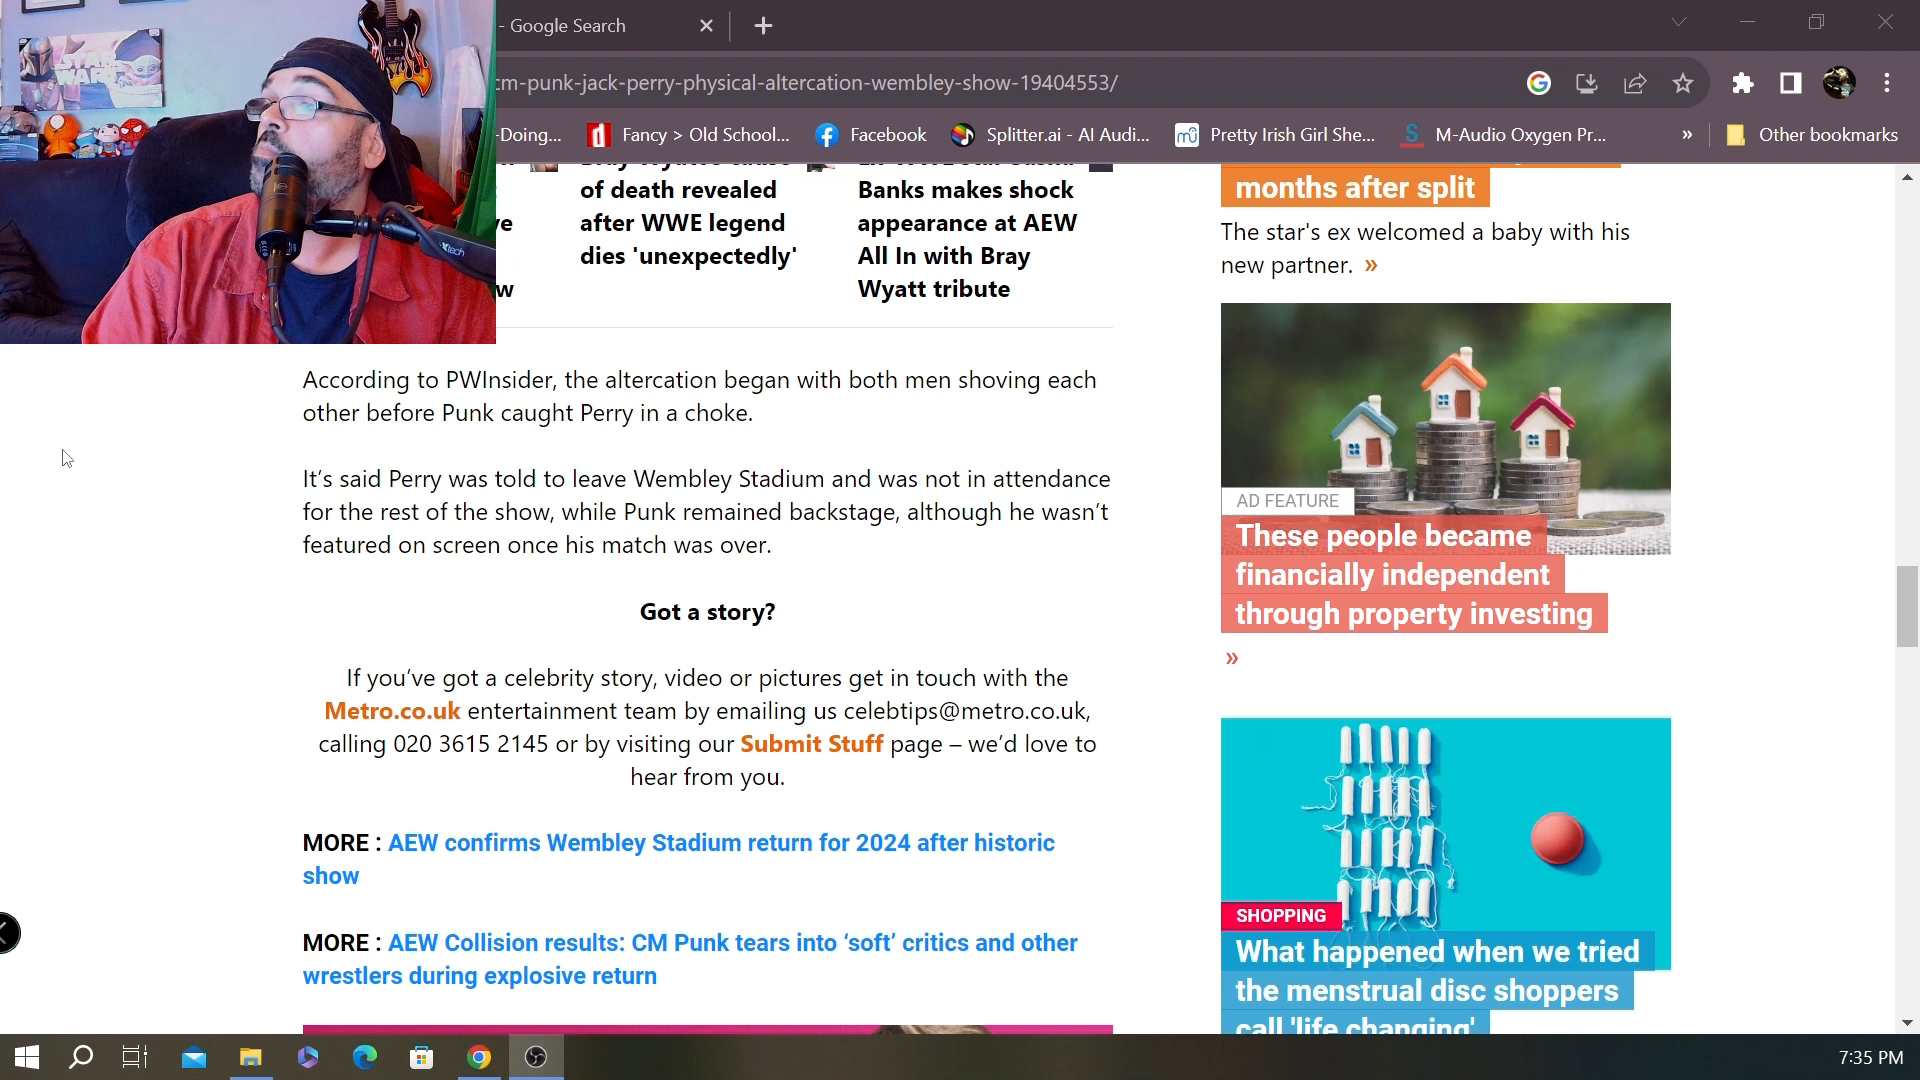 - Google Search
cm-punk-jack-perry-physical-altercation-wembley-show-19404553/
-Doing...
Fancy > Old School...
Facebook
Splitter.ai - AI Audi...
Pretty Irish Girl She...
M-Audio Oxygen Pr...
»
Other bookmarks
STAR
WARS
xtech
ve
w
of death revealed
after WWE legend
dies 'unexpectedly'
Banks makes shock
appearance at AEW
All In with Bray
Wyatt tribute
According to PWInsider, the altercation began with both men shoving each
other before Punk caught Perry in a choke.
It’s said Perry was told to leave Wembley Stadium and was not in attendance
for the rest of the show, while Punk remained backstage, although he wasn’t
featured on screen once his match was over.
Got a story?
If you’ve got a celebrity story, video or pictures get in touch with the
Metro.co.uk entertainment team by emailing us celebtips@metro.co.uk,
calling 020 3615 2145 or by visiting our Submit Stuff page – we’d love to
hear from you.
MORE : AEW confirms Wembley Stadium return for 2024 after historic
show
MORE : AEW Collision results: CM Punk tears into ‘soft’ critics and other
wrestlers during explosive return
months after split
The star's ex welcomed a baby with his
new partner. »
AD FEATURE
These people became
financially independent
through property investing
»
SHOPPING
What happened when we tried
the menstrual disc shoppers
call 'life changing'
7:35 PM